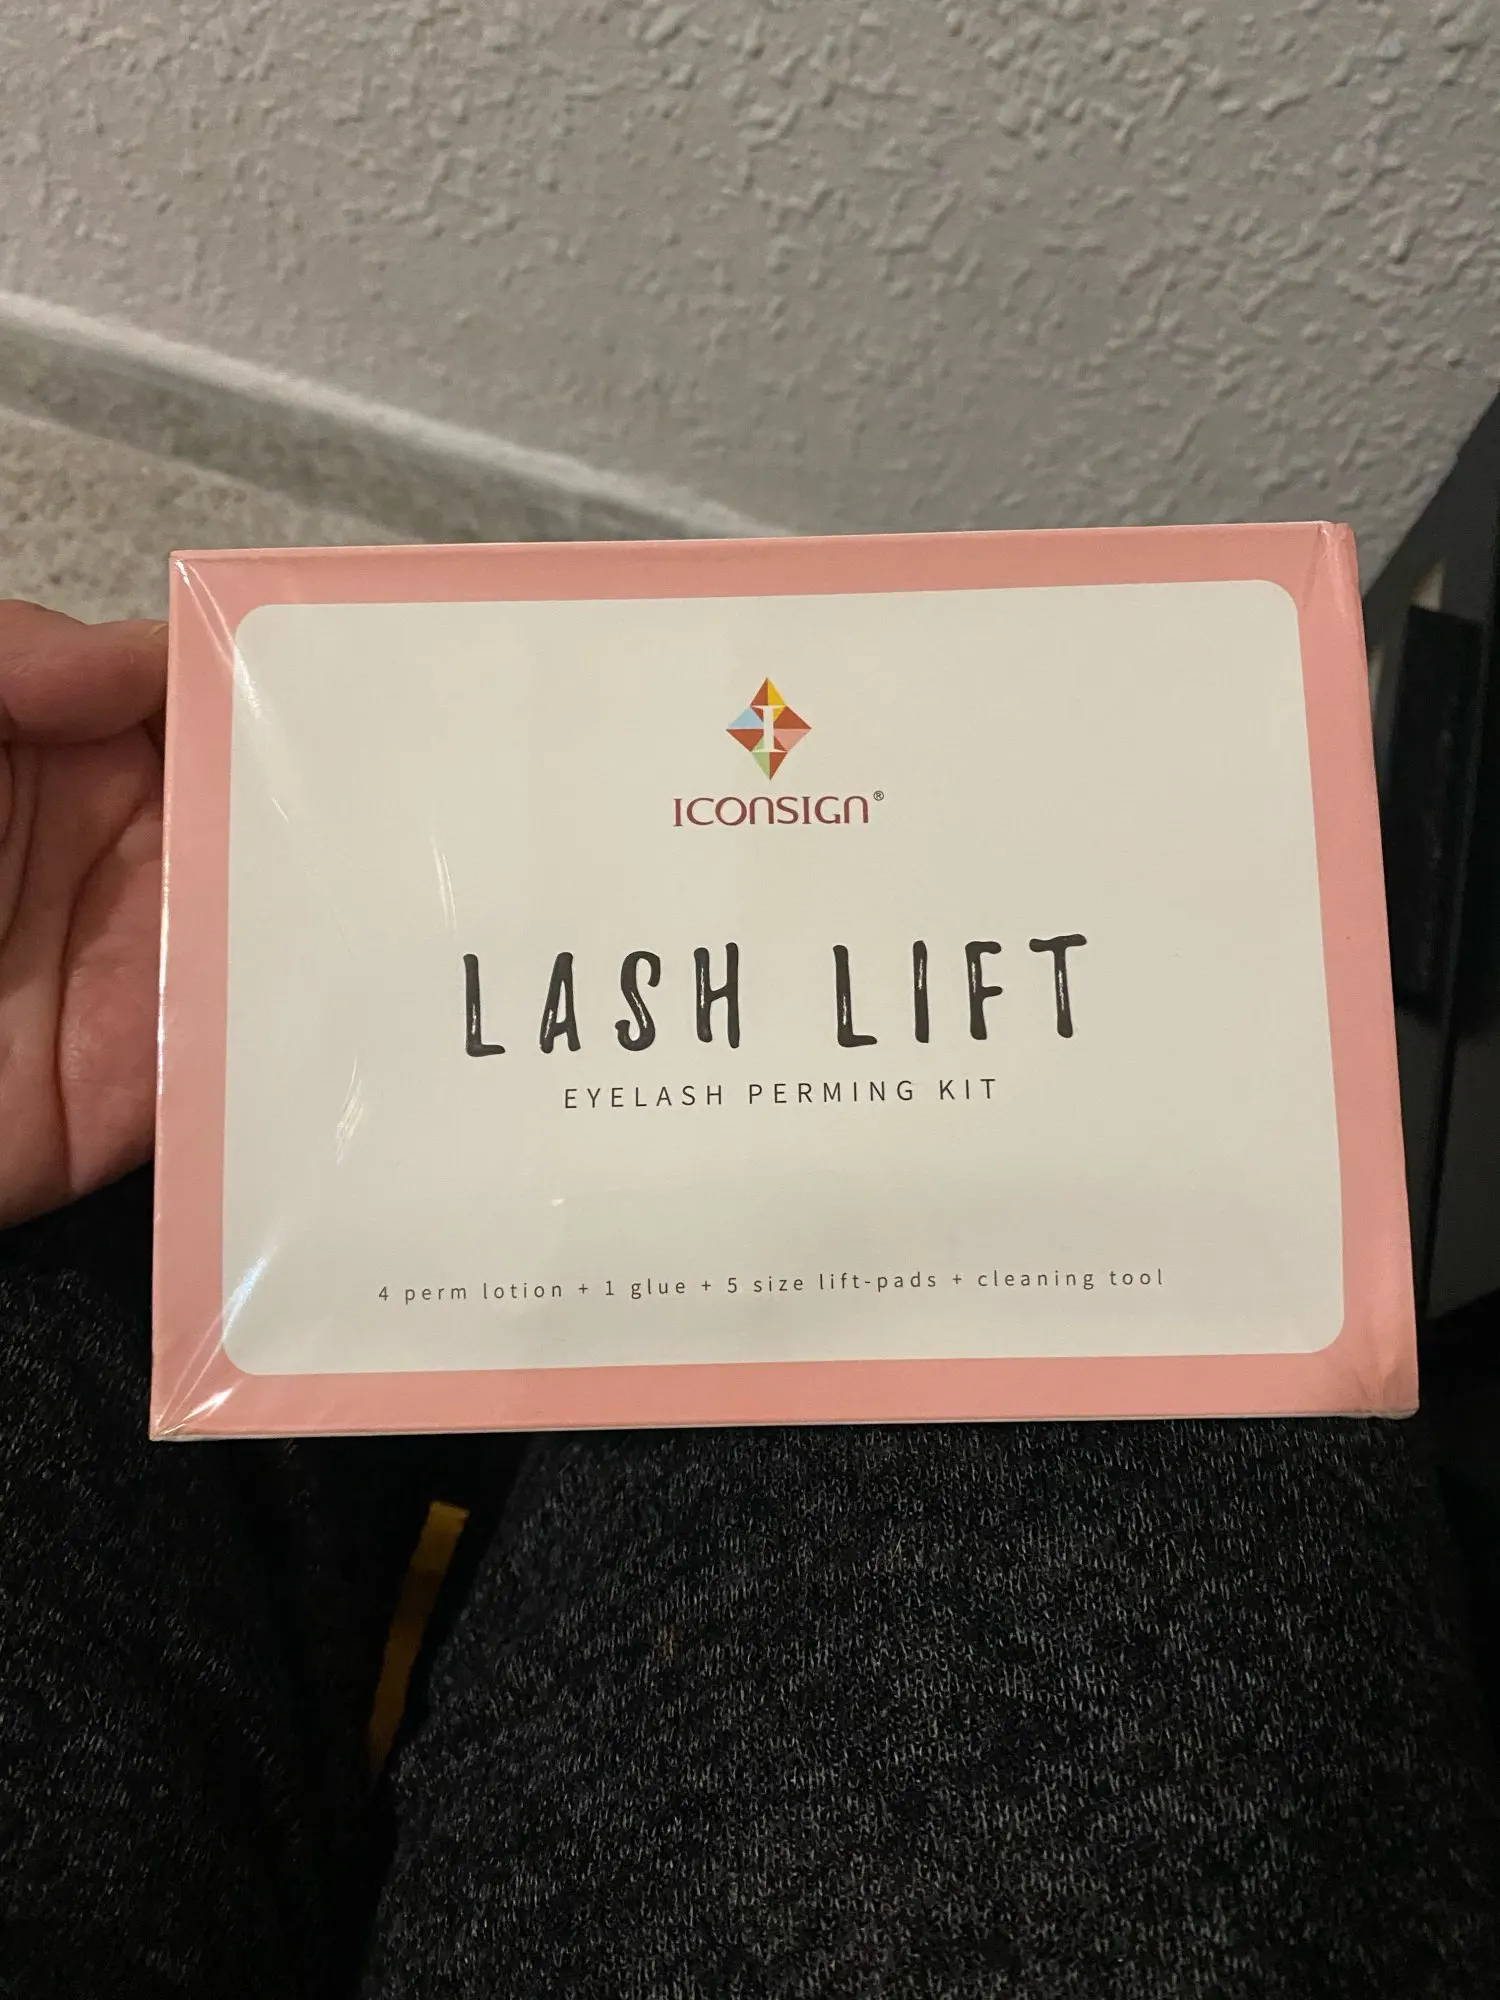 I
ICONSIGN®
LASH LIFT
EYELASH PERMING KIT
4 perm lotion + 1 glue + 5 size lift-pads + cleaning tool